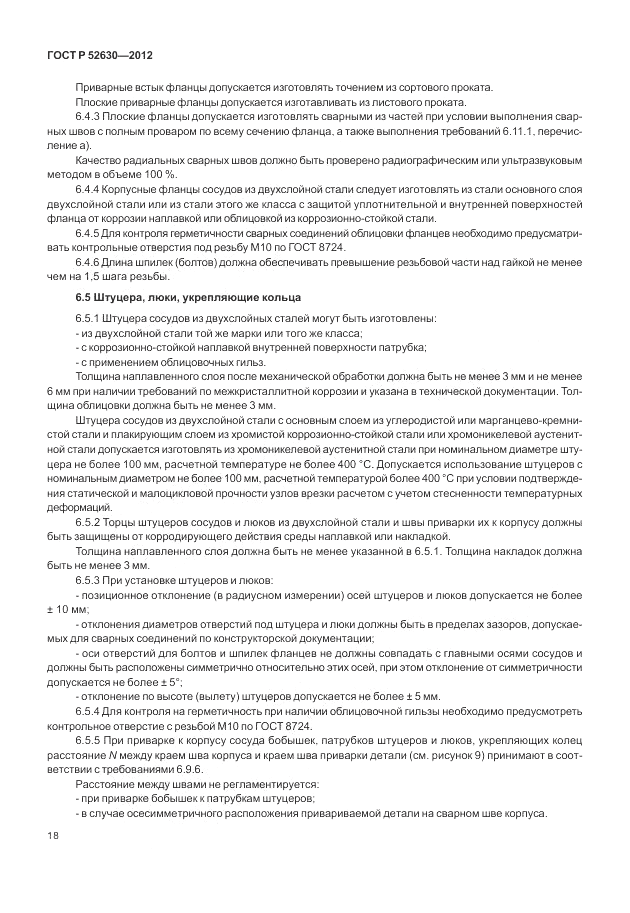 ГОСТ Р 52630—2012
Приварные встык фланцы допускается изготовлять точением из сортового проката.
Плоские приварные фланцы допускается изготавливать из листового проката.
6.4.3 Плоские фланцы допускается изготовлять сварными из частей при условии выполнения свар-
ных швов с полным проваром по всему сечению фланца, а также выполнения требований 6.11.1, перечис-
ление а).
Качество радиальных сварных швов должно быть проверено радиографическим или ультразвуковым
методом в объеме 100 %.
6.4.4 Корпусные фланцы сосудов из двухслойной стали следует изготовлять из стали основного слоя
двухслойной стали или из стали этого же класса с защитой уплотнительной и внутренней поверхностей
фланца от коррозии наплавкой или облицовкой из коррозионно-стойкой стали.
6.4.5 Для контроля герметичности сварных соединений облицовки фланцев необходимо предусматри-
вать контрольные отверстия под резьбу М10 по ГОСТ 8724.
6.4.6 Длина шпилек (болтов) должна обеспечивать превышение резьбовой части над гайкой не менее
чем на 1,5 шага резьбы.
6.5 Штуцера, люки, укрепляющие кольца
6.5.1 Штуцера сосудов из двухслойных сталей могут быть изготовлены:
- из двухслойной стали той же марки или того же класса;
- с коррозионно-стойкой наплавкой внутренней поверхности патрубка;
- с применением облицовочных гильз.
Толщина наплавленного слоя после механической обработки должна быть не менее 3 мм и не менее
6 мм при наличии требований по межкристаллитной коррозии и указана в технической документации. Тол-
щина облицовки должна быть не менее 3 мм.
Штуцера сосудов из двухслойной стали с основным слоем из углеродистой или марганцево-кремни-
стой стали и плакирующим слоем из хромистой коррозионно-стойкой стали или хромоникелевой аустенит-
ной стали допускается изготовлять из хромоникелевой аустенитной стали при номинальном диаметре шту-
цера не более 100 мм, расчетной температуре не более 400 °С. Допускается использование штуцеров с
номинальным диаметром не более 100 мм, расчетной температурой более 400 °С при условии подтвержде-
ния статической и малоцикловой прочности узлов врезки расчетом с учетом стесненности температурных
деформаций.
6.5.2 Торцы штуцеров сосудов и люков из двухслойной стали и швы приварки их к корпусу должны
быть защищены от корродирующего действия среды наплавкой или накладкой.
Толщина наплавленного слоя должна быть не менее указанной в 6.5.1. Толщина накладок должна
быть не менее 3 мм.
6.5.3 При установке штуцеров и люков:
- позиционное отклонение (в радиусном измерении) осей штуцеров и люков допускается не более
± 10 мм;
- отклонения диаметров отверстий под штуцера и люки должны быть в пределах зазоров, допускае-
мых для сварных соединений по конструкторской документации;
- оси отверстий для болтов и шпилек фланцев не должны совпадать с главными осями сосудов и
должны быть расположены симметрично относительно этих осей, при этом отклонение от симметричности
допускается не более ± 5°;
- отклонение по высоте (вылету) штуцеров допускается не более ± 5 мм.
6.5.4 Для контроля на герметичность при наличии облицовочной гильзы необходимо предусмотреть
контрольное отверстие с резьбой М10 по ГОСТ 8724.
6.5.5 При приварке к корпусу сосуда бобышек, патрубков штуцеров и люков, укрепляющих колец
расстояние N между краем шва корпуса и краем шва приварки детали (см. рисунок 9) принимают в соот-
ветствии с требованиями 6.9.6.
Расстояние между швами не регламентируется:
- при приварке бобышек к патрубкам штуцеров;
- в случае осесимметричного расположения привариваемой детали на сварном шве корпуса.
18